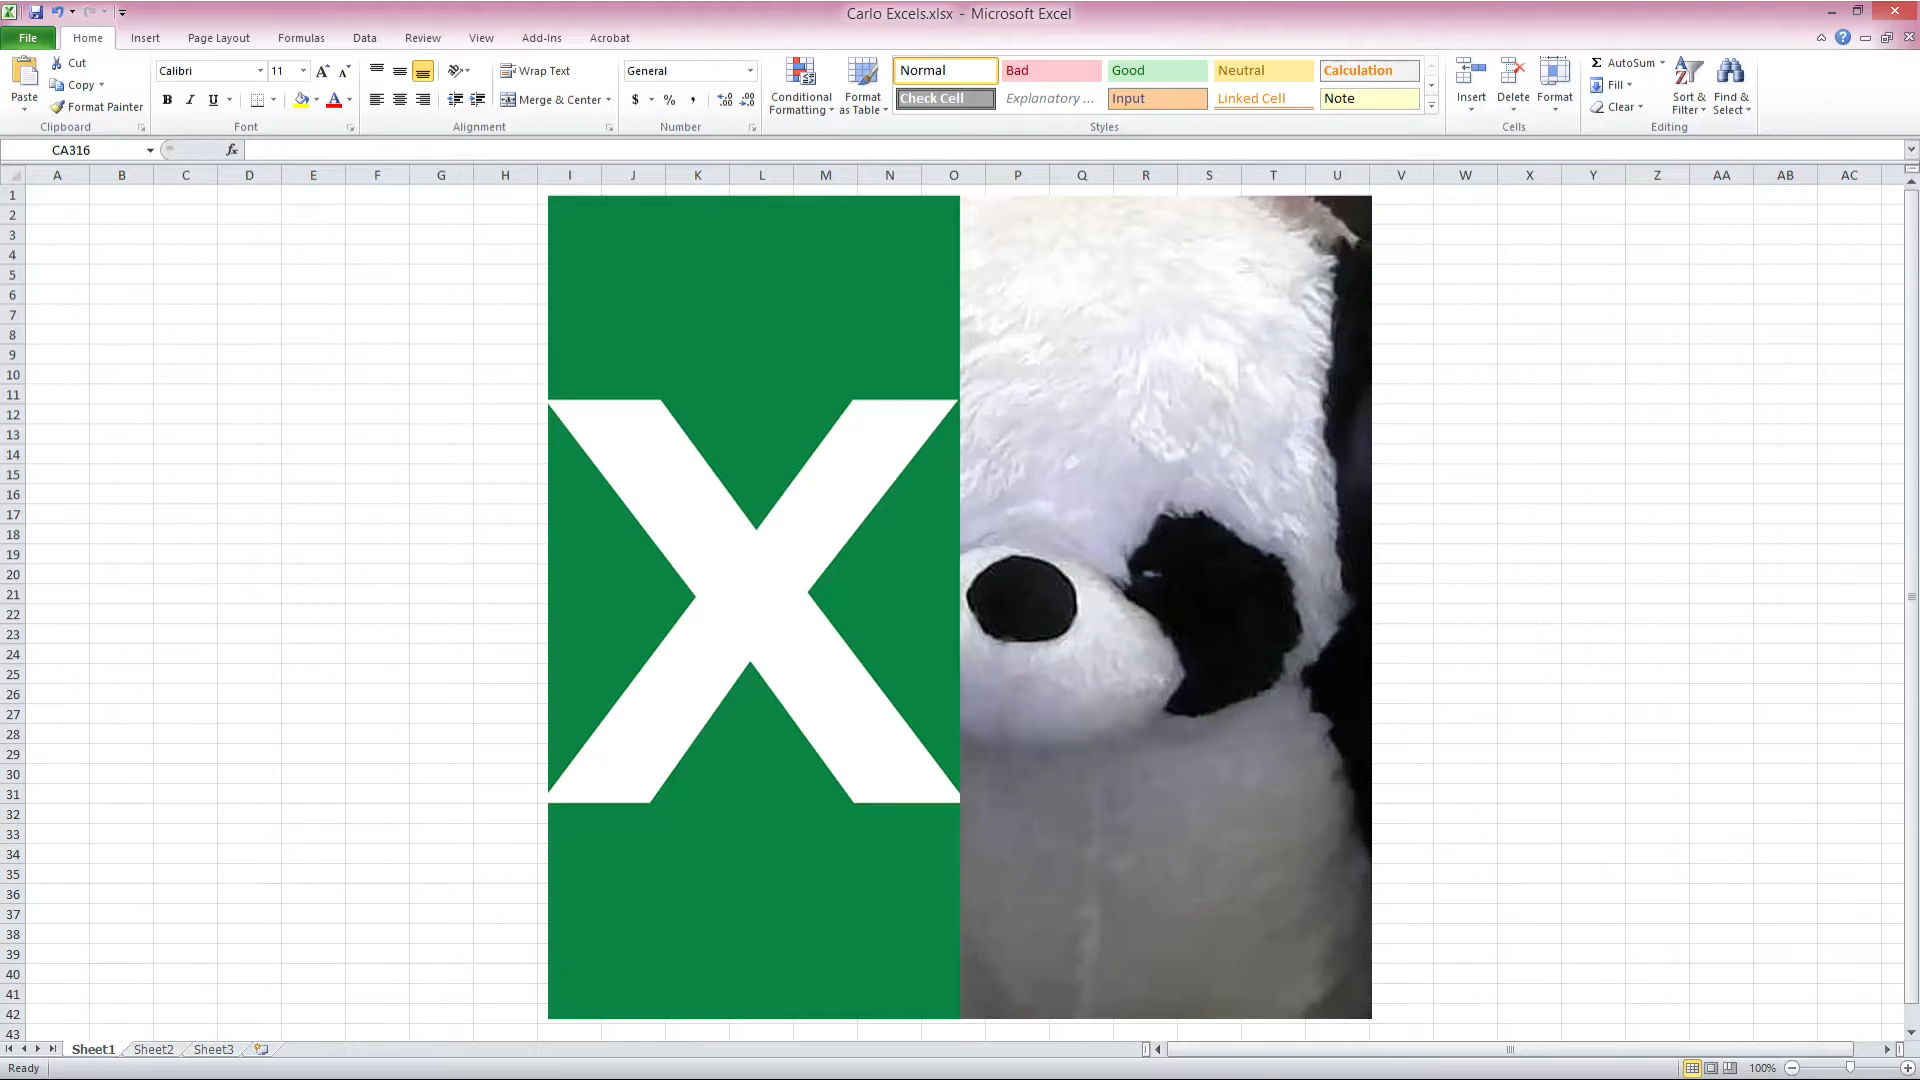 Carlo Excels.xlsx - Microsoft Excel
File Home Insert Page Layout Formulas Data Review View Add-Ins Acrobat
Paste
Cut
Copy
Format Painter
Clipboard
Calibri 11
B I U
Font
Wrap Text
Merge & Center
Alignment
General
$ % ,
Number
Conditional Formatting
Format as Table
Normal Bad Good Neutral Calculation
Check Cell Explanatory ... Input Linked Cell Note
Styles
Insert Delete Format
Cells
Σ AutoSum
Fill
Clear
Sort & Filter
Find & Select
Editing
CA316 fx
A B C D E F G H I J K L M N O P Q R S T U V W X Y Z AA AB AC
1
2
3
4
5
6
7
8
9
10
11
12
13
14
15
16
17
18
19
20
21
22
23
24
25
26
27
28
29
30
31
32
33
34
35
36
37
38
39
40
41
42
43
X
Sheet1 Sheet2 Sheet3
Ready 100%